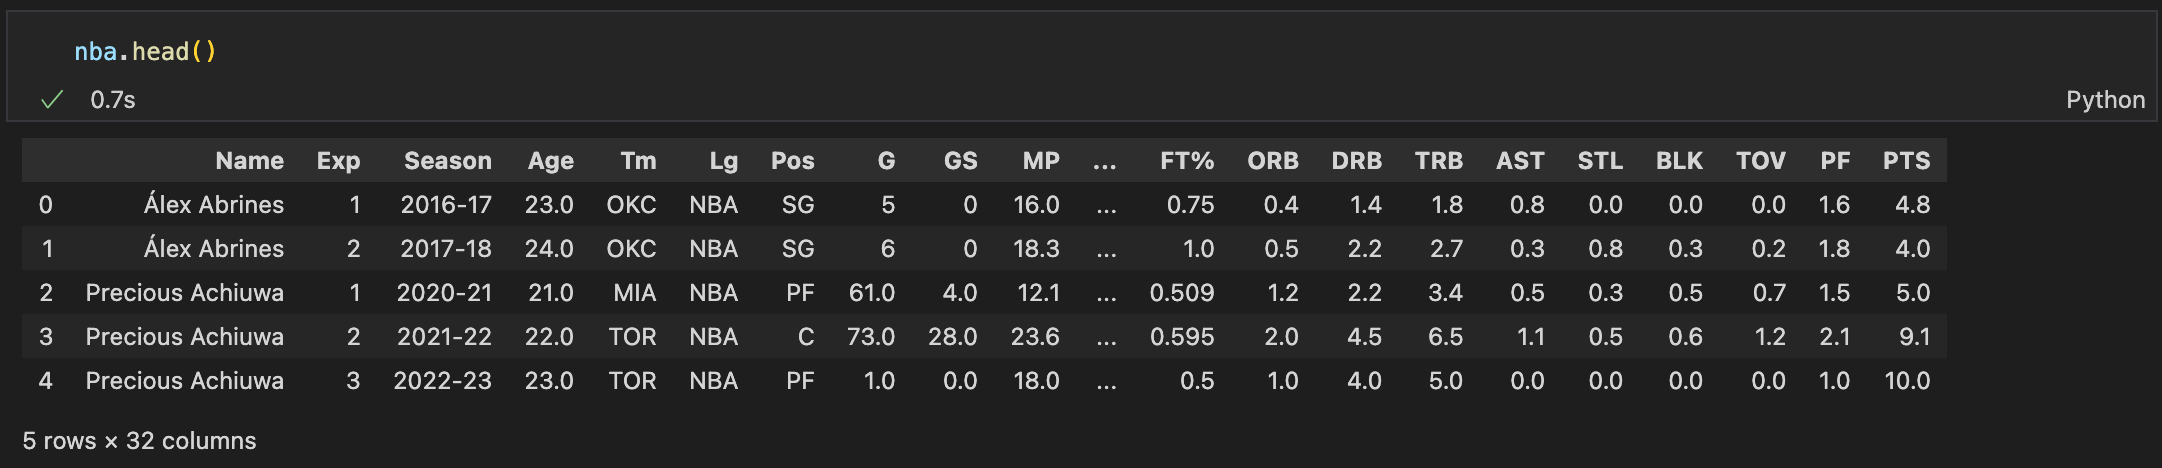 nba.head()
0.7s
Python
Name Exp Season Age Tm Lg Pos G GS MP ... FT% ORB DRB TRB AST STL BLK TOV PF PTS
0 Álex Abrines 1 2016-17 23.0 OKC NBA SG 5 0 16.0 ... 0.75 0.4 1.4 1.8 0.8 0.0 0.0 0.0 1.6 4.8
1 Álex Abrines 2 2017-18 24.0 OKC NBA SG 6 0 18.3 ... 1.0 0.5 2.2 2.7 0.3 0.8 0.3 0.2 1.8 4.0
2 Precious Achiuwa 1 2020-21 21.0 MIA NBA PF 61.0 4.0 12.1 ... 0.509 1.2 2.2 3.4 0.5 0.3 0.5 0.7 1.5 5.0
3 Precious Achiuwa 2 2021-22 22.0 TOR NBA C 73.0 28.0 23.6 ... 0.595 2.0 4.5 6.5 1.1 0.5 0.6 1.2 2.1 9.1
4 Precious Achiuwa 3 2022-23 23.0 TOR NBA PF 1.0 0.0 18.0 ... 0.5 1.0 4.0 5.0 0.0 0.0 0.0 0.0 1.0 10.0
5 rows × 32 columns